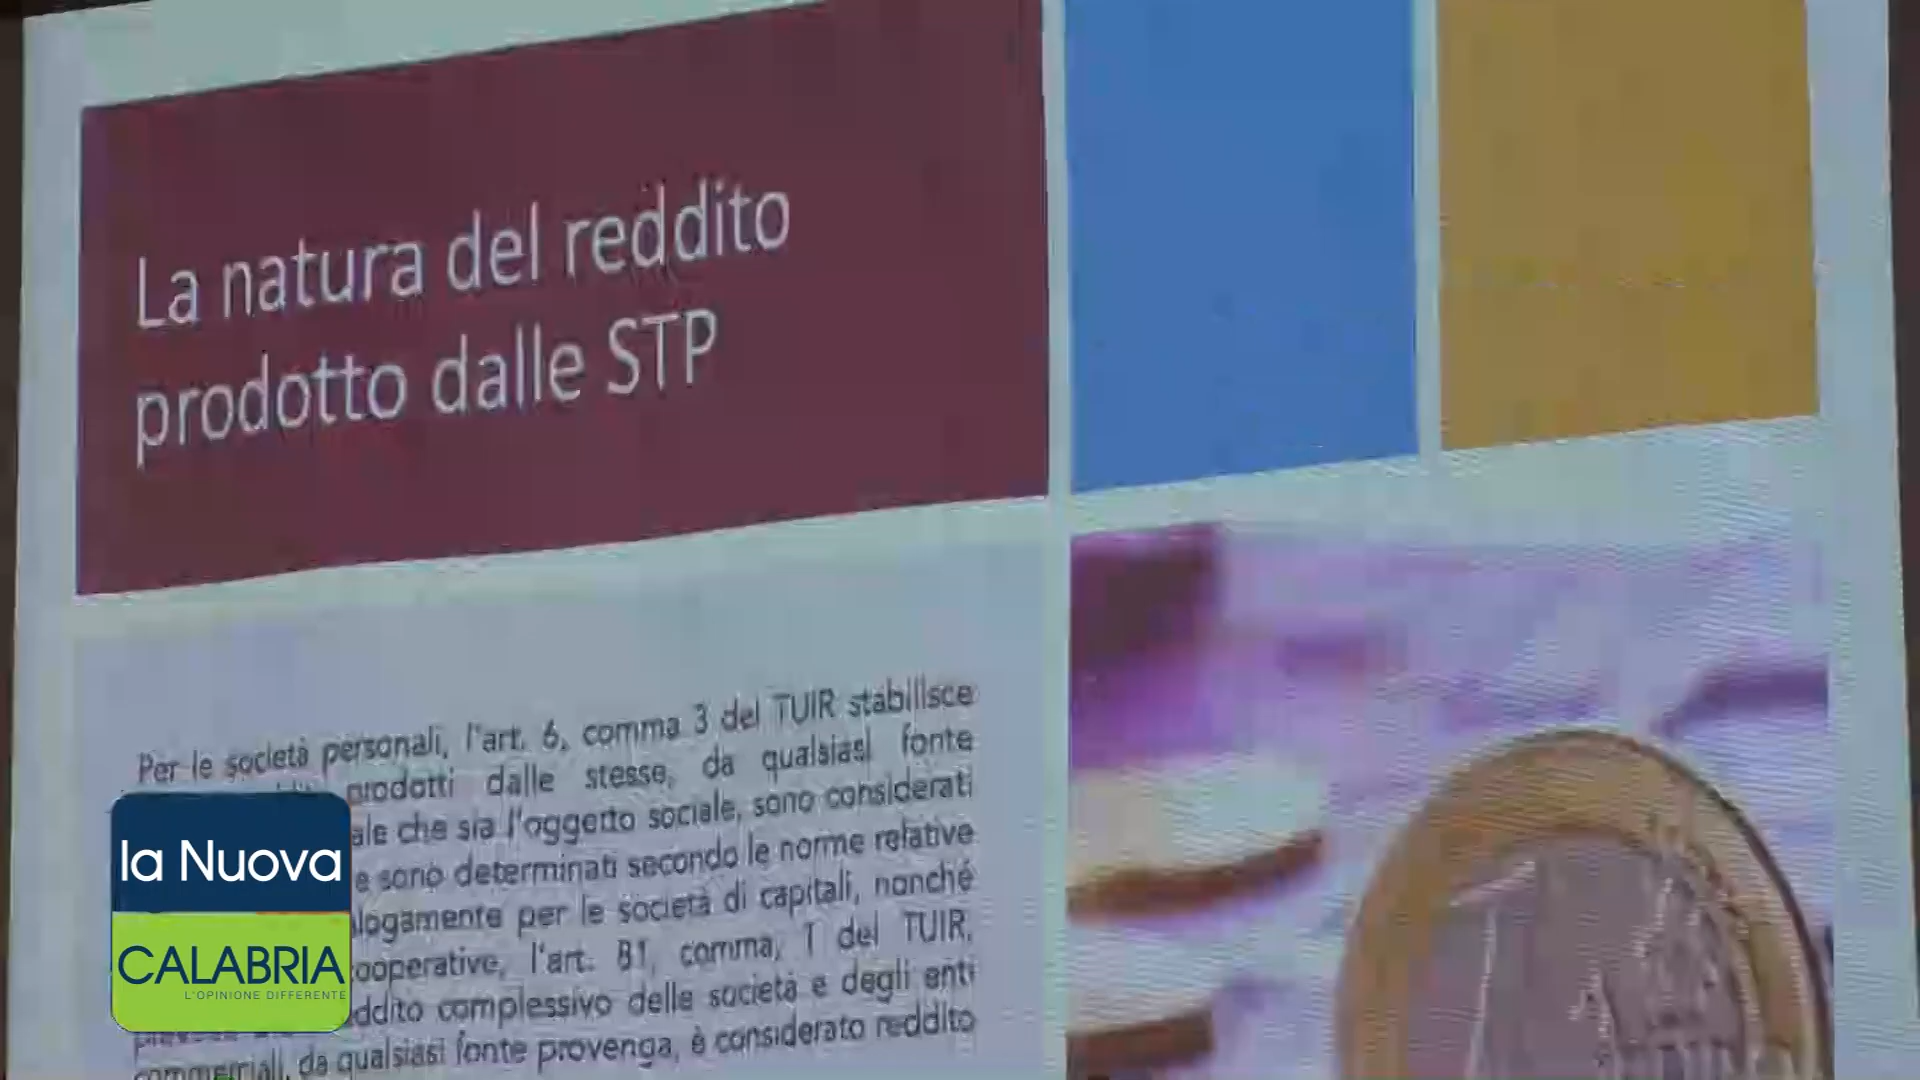 La natura del reddito
prodotto dalle STP
Per le società personali, l'art. 6, comma 3 del TUIR stabilisce
prodotti dalle stesse, da qualsiasi fonte
ale che sia l'oggetto sociale, sono considerati
e sono determinati secondo le norme relative
logamente per le società di capitali, nonché
ooperative, l'art. 81, comma, 1 del TUIR,
ddito complessivo delle società e degli enti
commerciali, da qualsiasi fonte provenga, è considerato reddito
la Nuova
CALABRIA
L'OPINIONE DIFFERENTE